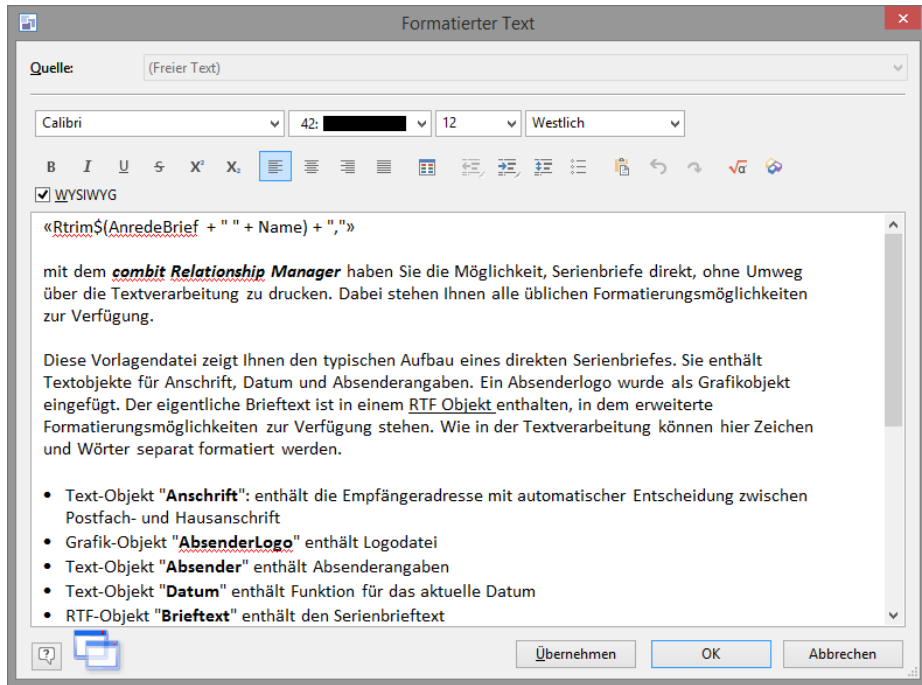 Formatierter Text
Quelle:
(Freier Text)
Calibri
42:
12
Westlich
B I U S X² X₂
WYSIWYG
«Rtrim$(AnredeBrief + " " + Name) + ","»
mit dem combit Relationship Manager haben Sie die Möglichkeit, Serienbriefe direkt, ohne Umweg
über die Textverarbeitung zu drucken. Dabei stehen Ihnen alle üblichen Formatierungsmöglichkeiten
zur Verfügung.
Diese Vorlagendatei zeigt Ihnen den typischen Aufbau eines direkten Serienbriefes. Sie enthält
Textobjekte für Anschrift, Datum und Absenderangaben. Ein Absenderlogo wurde als Grafikobjekt
eingefügt. Der eigentliche Brieftext ist in einem RTF Objekt enthalten, in dem erweiterte
Formatierungsmöglichkeiten zur Verfügung stehen. Wie in der Textverarbeitung können hier Zeichen
und Wörter separat formatiert werden.
• Text-Objekt "Anschrift": enthält die Empfängeradresse mit automatischer Entscheidung zwischen
Postfach- und Hausanschrift
• Grafik-Objekt "AbsenderLogo" enthält Logodatei
• Text-Objekt "Absender" enthält Absenderangaben
• Text-Objekt "Datum" enthält Funktion für das aktuelle Datum
• RTF-Objekt "Brieftext" enthält den Serienbrieftext
Übernehmen
OK
Abbrechen